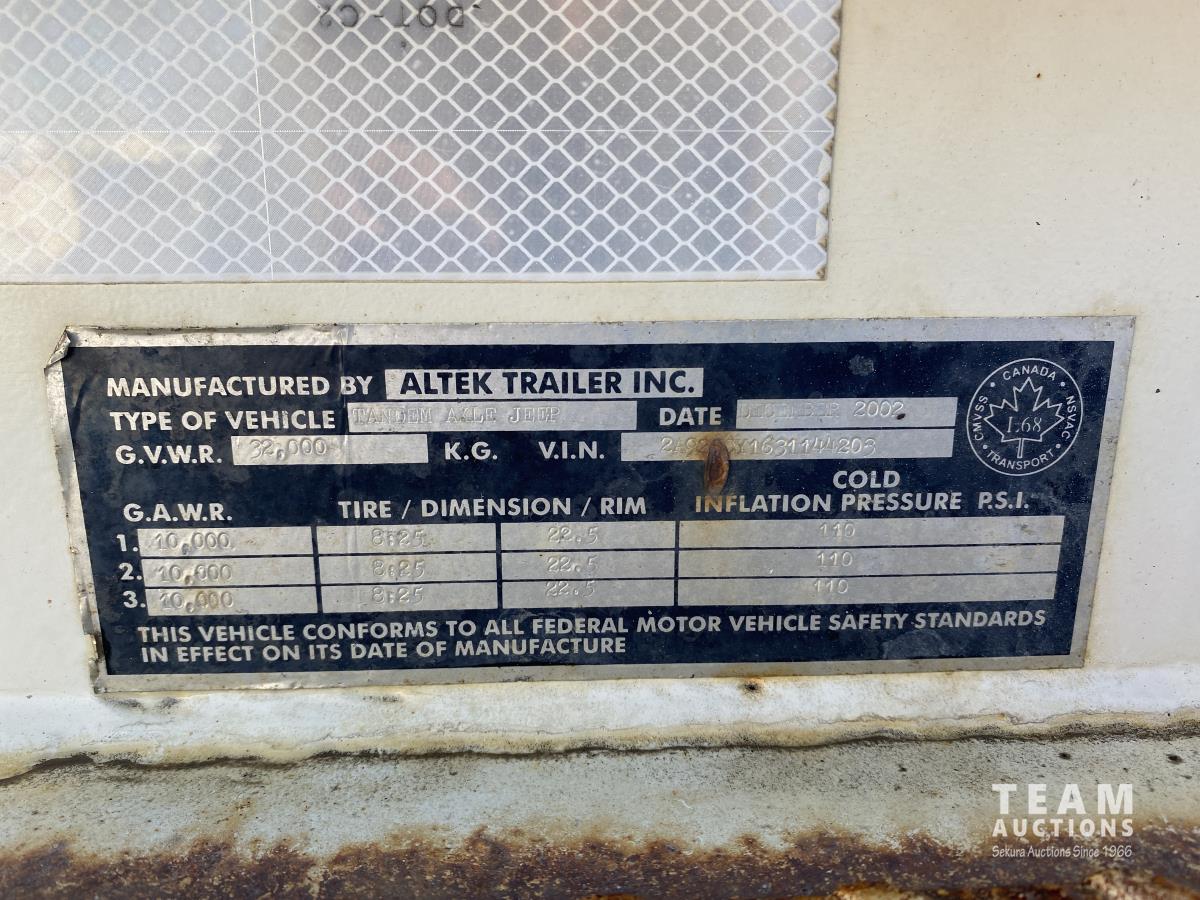 DOT-C2
MANUFACTURED BY ALTEK TRAILER INC.
TYPE OF VEHICLE TANDEM AXLE JEEP DATE DECEMBER 2002
G.V.W.R. 32,000 K.G. V.I.N.
CANADA
CMVSS NSVAC
168
TRANSPORT
COLD
G.A.W.R. TIRE / DIMENSION / RIM INFLATION PRESSURE P.S.I.
1. 10,000 8:25 22.5 110
2. 10,000 8:25 22.5 110
3. 10,000 8:25 22.5 110
THIS VEHICLE CONFORMS TO ALL FEDERAL MOTOR VEHICLE SAFETY STANDARDS
IN EFFECT ON ITS DATE OF MANUFACTURE
TEAM
AUCTIONS
Sekura Auctions Since 1966